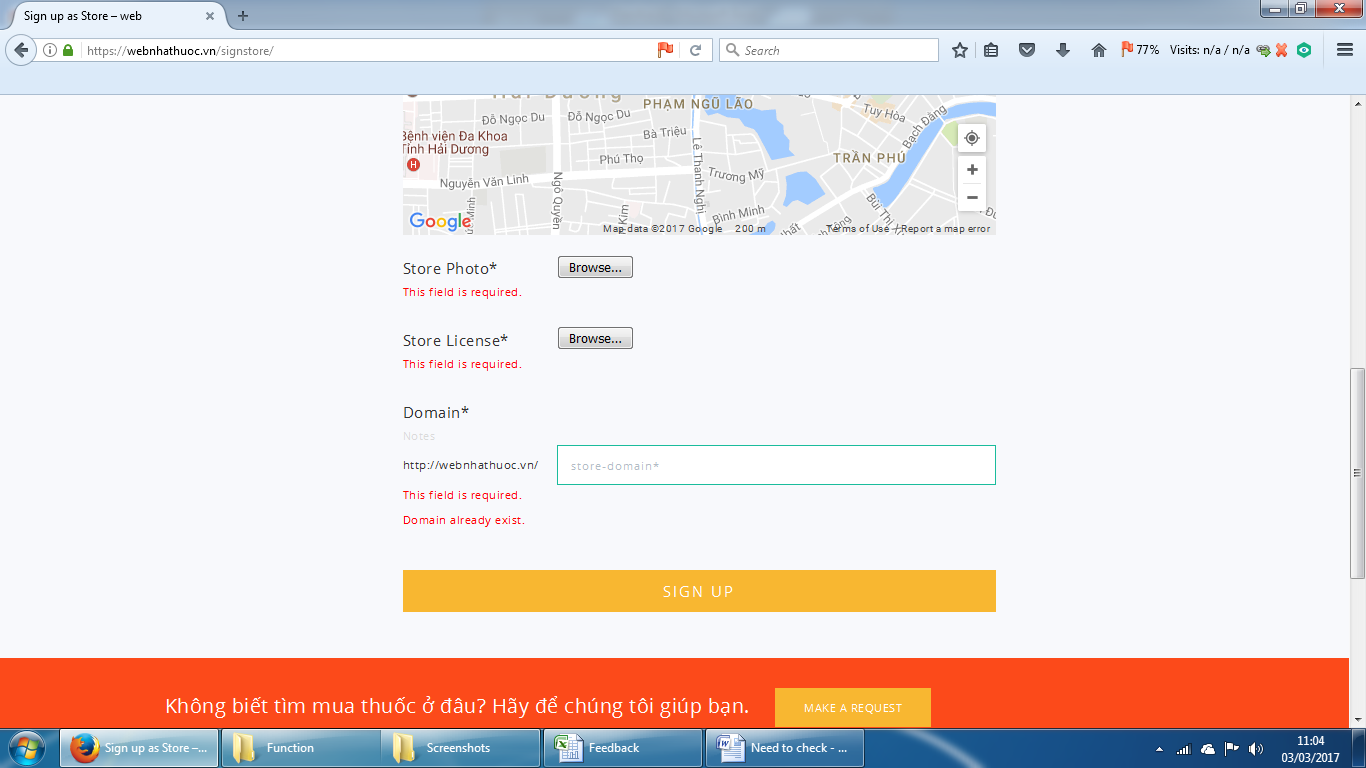 Sign up as Store – web
https://webnhathuoc.vn/signstore/
Search
77% Visits: n/a / n/a
PHẠM NGŨ LÃO
Tuy Hòa
Bạch Đằng
Đỗ Ngọc Du
Đỗ Ngọc Du
Bà Triệu
Bệnh viện Đa Khoa
Tỉnh Hải Dương
H
Phú Thọ
Lê Thanh Nghị
TRẦN PHÚ
Trương Mỹ
Nguyễn Văn Linh
Ngô Quyền
Bình Minh
Google
Map data ©2017 Google 200 m Terms of Use Report a map error
Store Photo* Browse...
This field is required.
Store License* Browse...
This field is required.
Domain*
Notes
http://webnhathuoc.vn/ store-domain*
This field is required.
Domain already exist.
SIGN UP
Không biết tìm mua thuốc ở đâu? Hãy để chúng tôi giúp bạn.
MAKE A REQUEST
Sign up as Store –... Function Screenshots Feedback Need to check - ...
11:04
03/03/2017